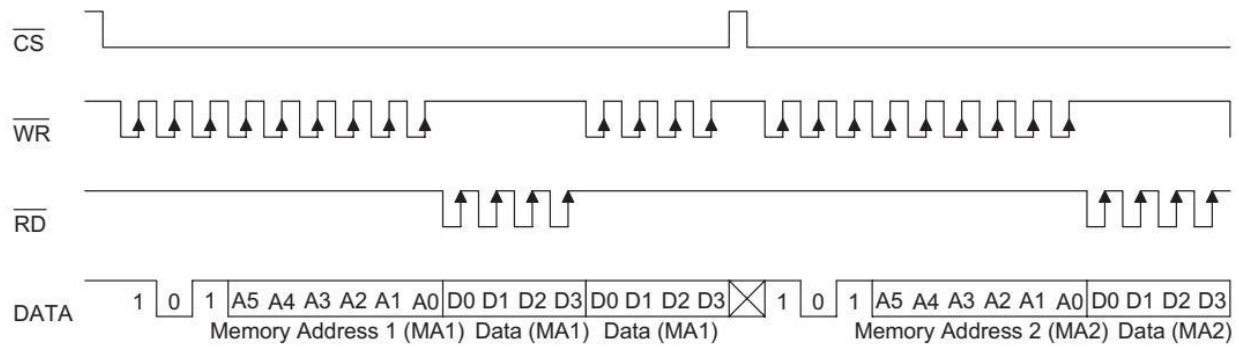 CS
WR
RD
DATA 1 0 1 A5 A4 A3 A2 A1 A0 D0 D1 D2 D3 D0 D1 D2 D3 1 0 1 A5 A4 A3 A2 A1 A0 D0 D1 D2 D3
Memory Address 1 (MA1) Data (MA1) Data (MA1) Memory Address 2 (MA2) Data (MA2)